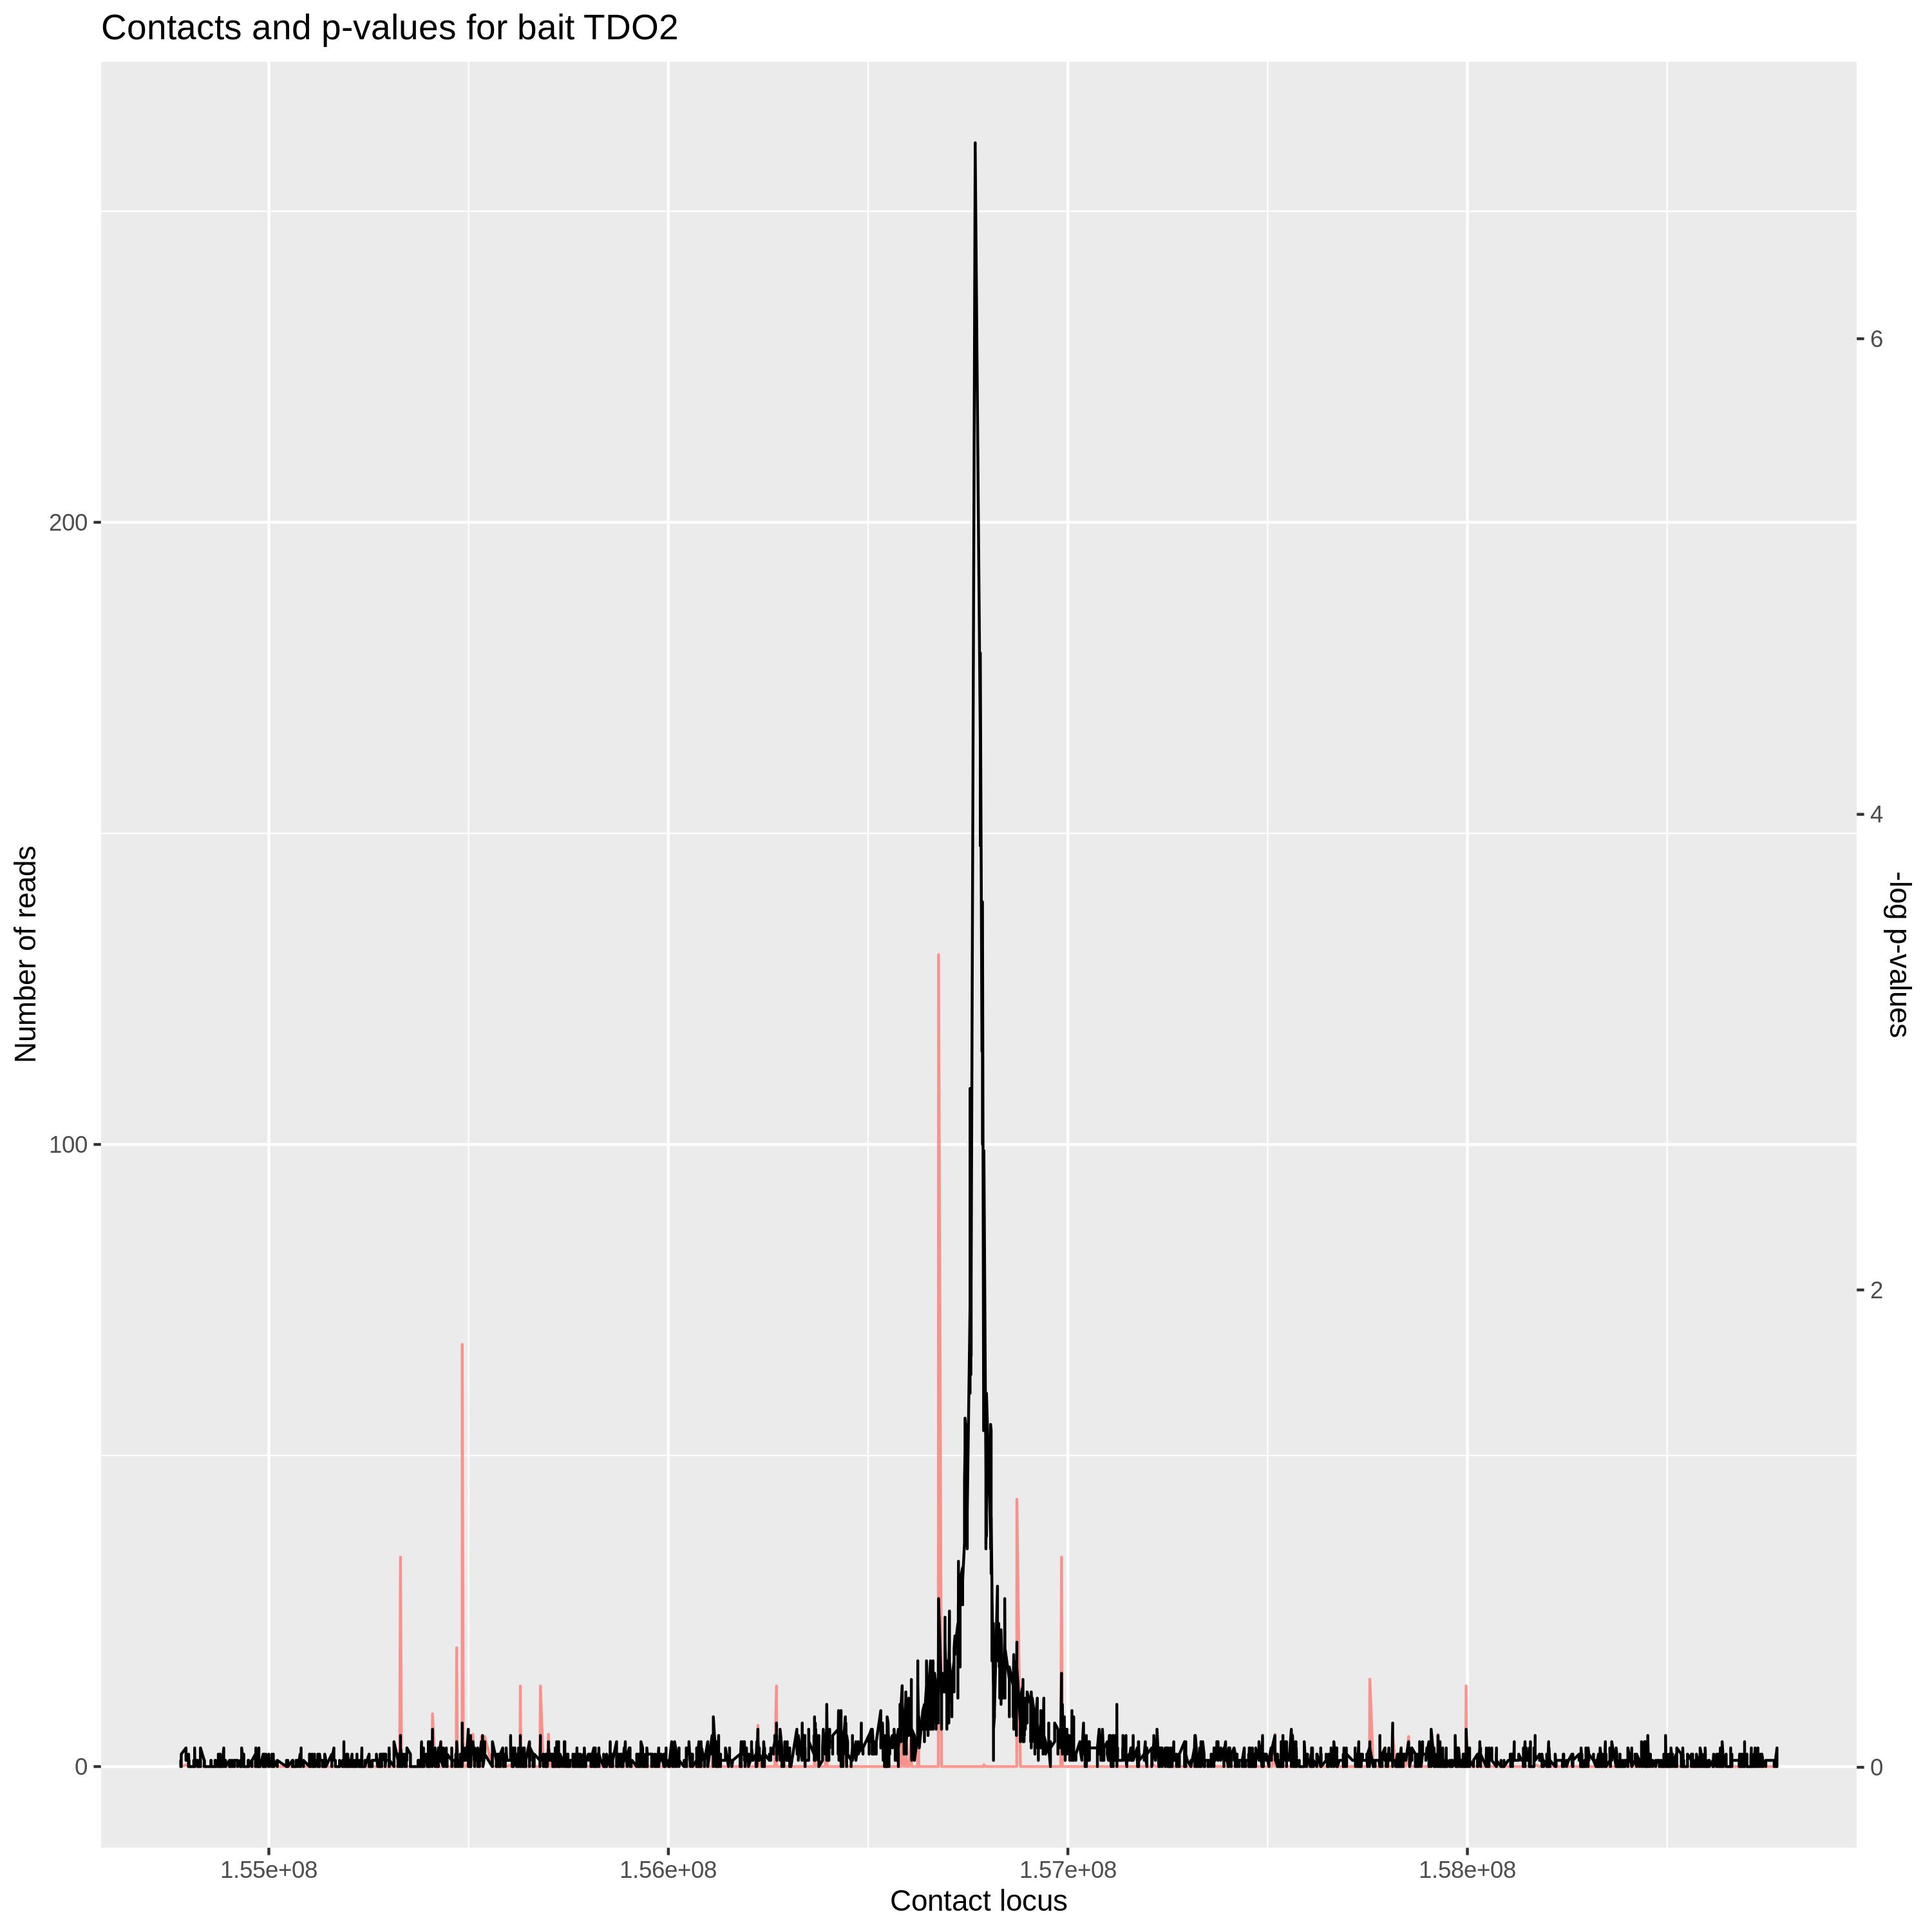 Contacts and p-values for bait TDO2
Number of reads
200
100
0
6
4
2
0
-log p-values
1.55e+08
1.56e+08
1.57e+08
1.58e+08
Contact locus